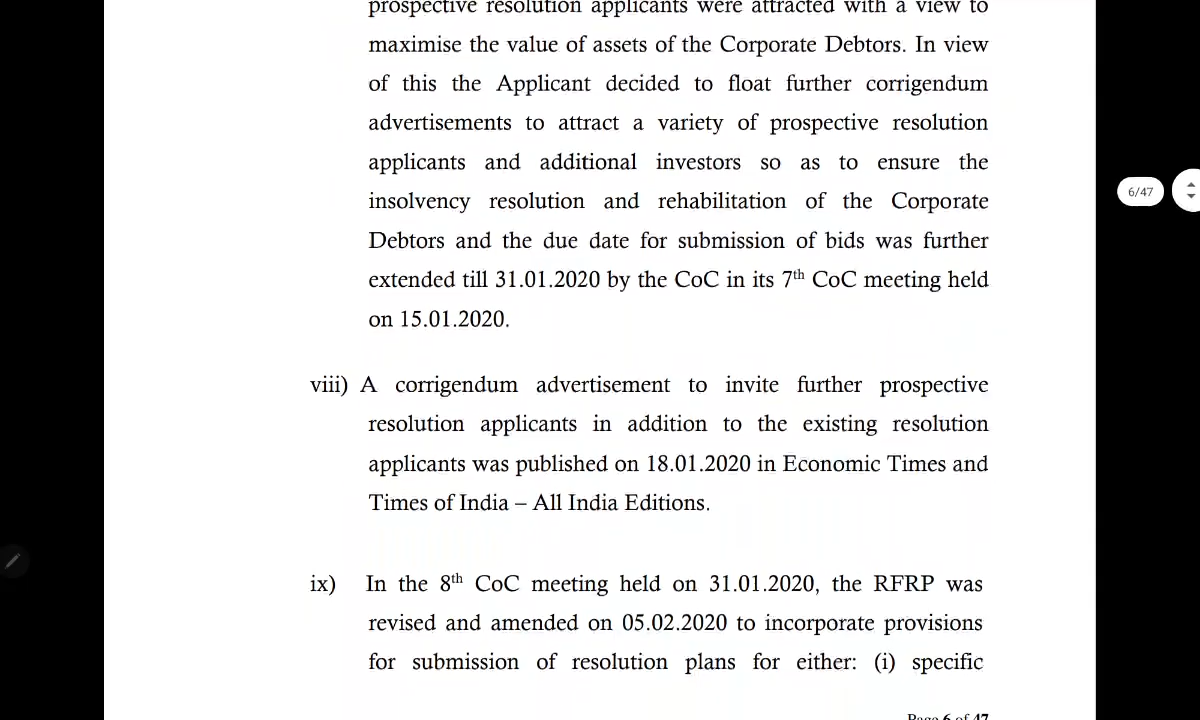 prospective resolution applicants were attracted with a view to
maximise the value of assets of the Corporate Debtors. In view
of this the Applicant decided to float further corrigendum
advertisements to attract a variety of prospective resolution
applicants and additional investors so as to ensure the
insolvency resolution and rehabilitation of the Corporate
Debtors and the due date for submission of bids was further
extended till 31.01.2020 by the CoC in its 7th CoC meeting held
on 15.01.2020.
viii) A corrigendum advertisement to invite further prospective
resolution applicants in addition to the existing resolution
applicants was published on 18.01.2020 in Economic Times and
Times of India – All India Editions.
ix) In the 8th CoC meeting held on 31.01.2020, the RFRP was
revised and amended on 05.02.2020 to incorporate provisions
for submission of resolution plans for either: (i) specific
Page 6 of 47
6/47